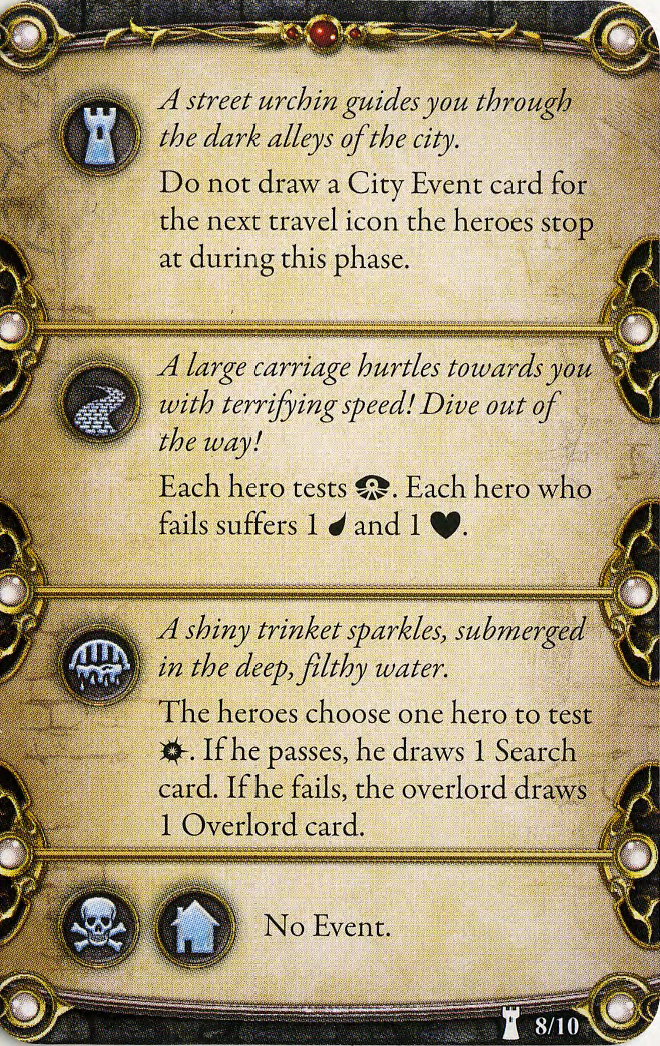 A street urchin guides you through
the dark alleys of the city.
Do not draw a City Event card for
the next travel icon the heroes stop
at during this phase.
A large carriage hurtles towards you
with terrifying speed! Dive out of
the way!
Each hero tests . Each hero who
fails suffers 1 and 1 .
A shiny trinket sparkles, submerged
in the deep, filthy water.
The heroes choose one hero to test
. If he passes, he draws 1 Search
card. If he fails, the overlord draws
1 Overlord card.
No Event.
8/10